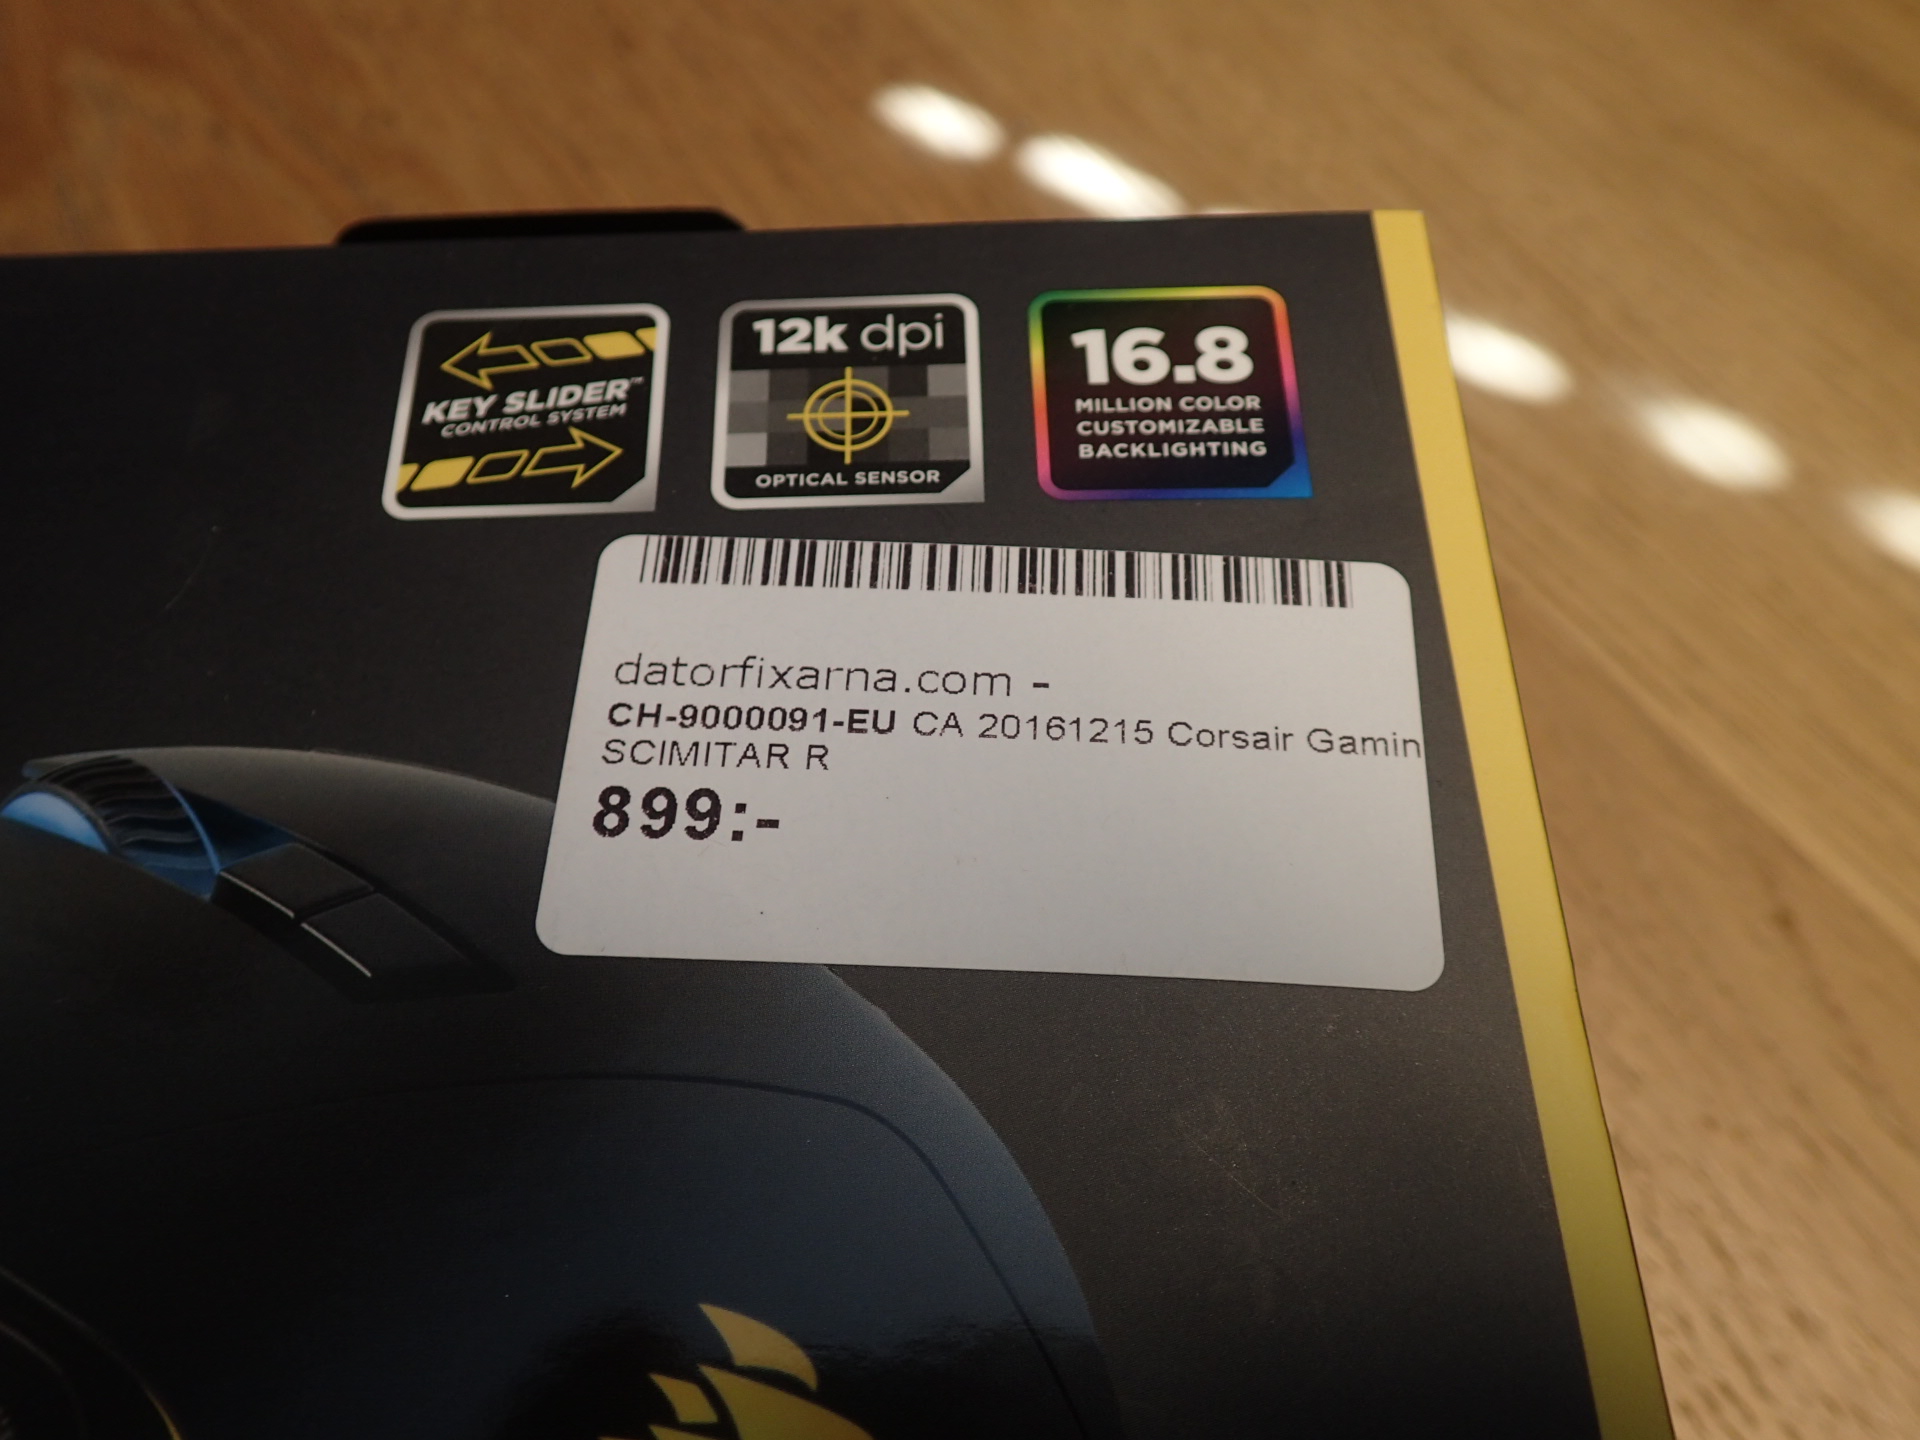 KEY SLIDER™
CONTROL SYSTEM
12k dpi
OPTICAL SENSOR
16.8
MILLION COLOR
CUSTOMIZABLE
BACKLIGHTING
datorfixarna.com -
CH-9000091-EU CA 20161215 Corsair Gamin
SCIMITAR R
899:-